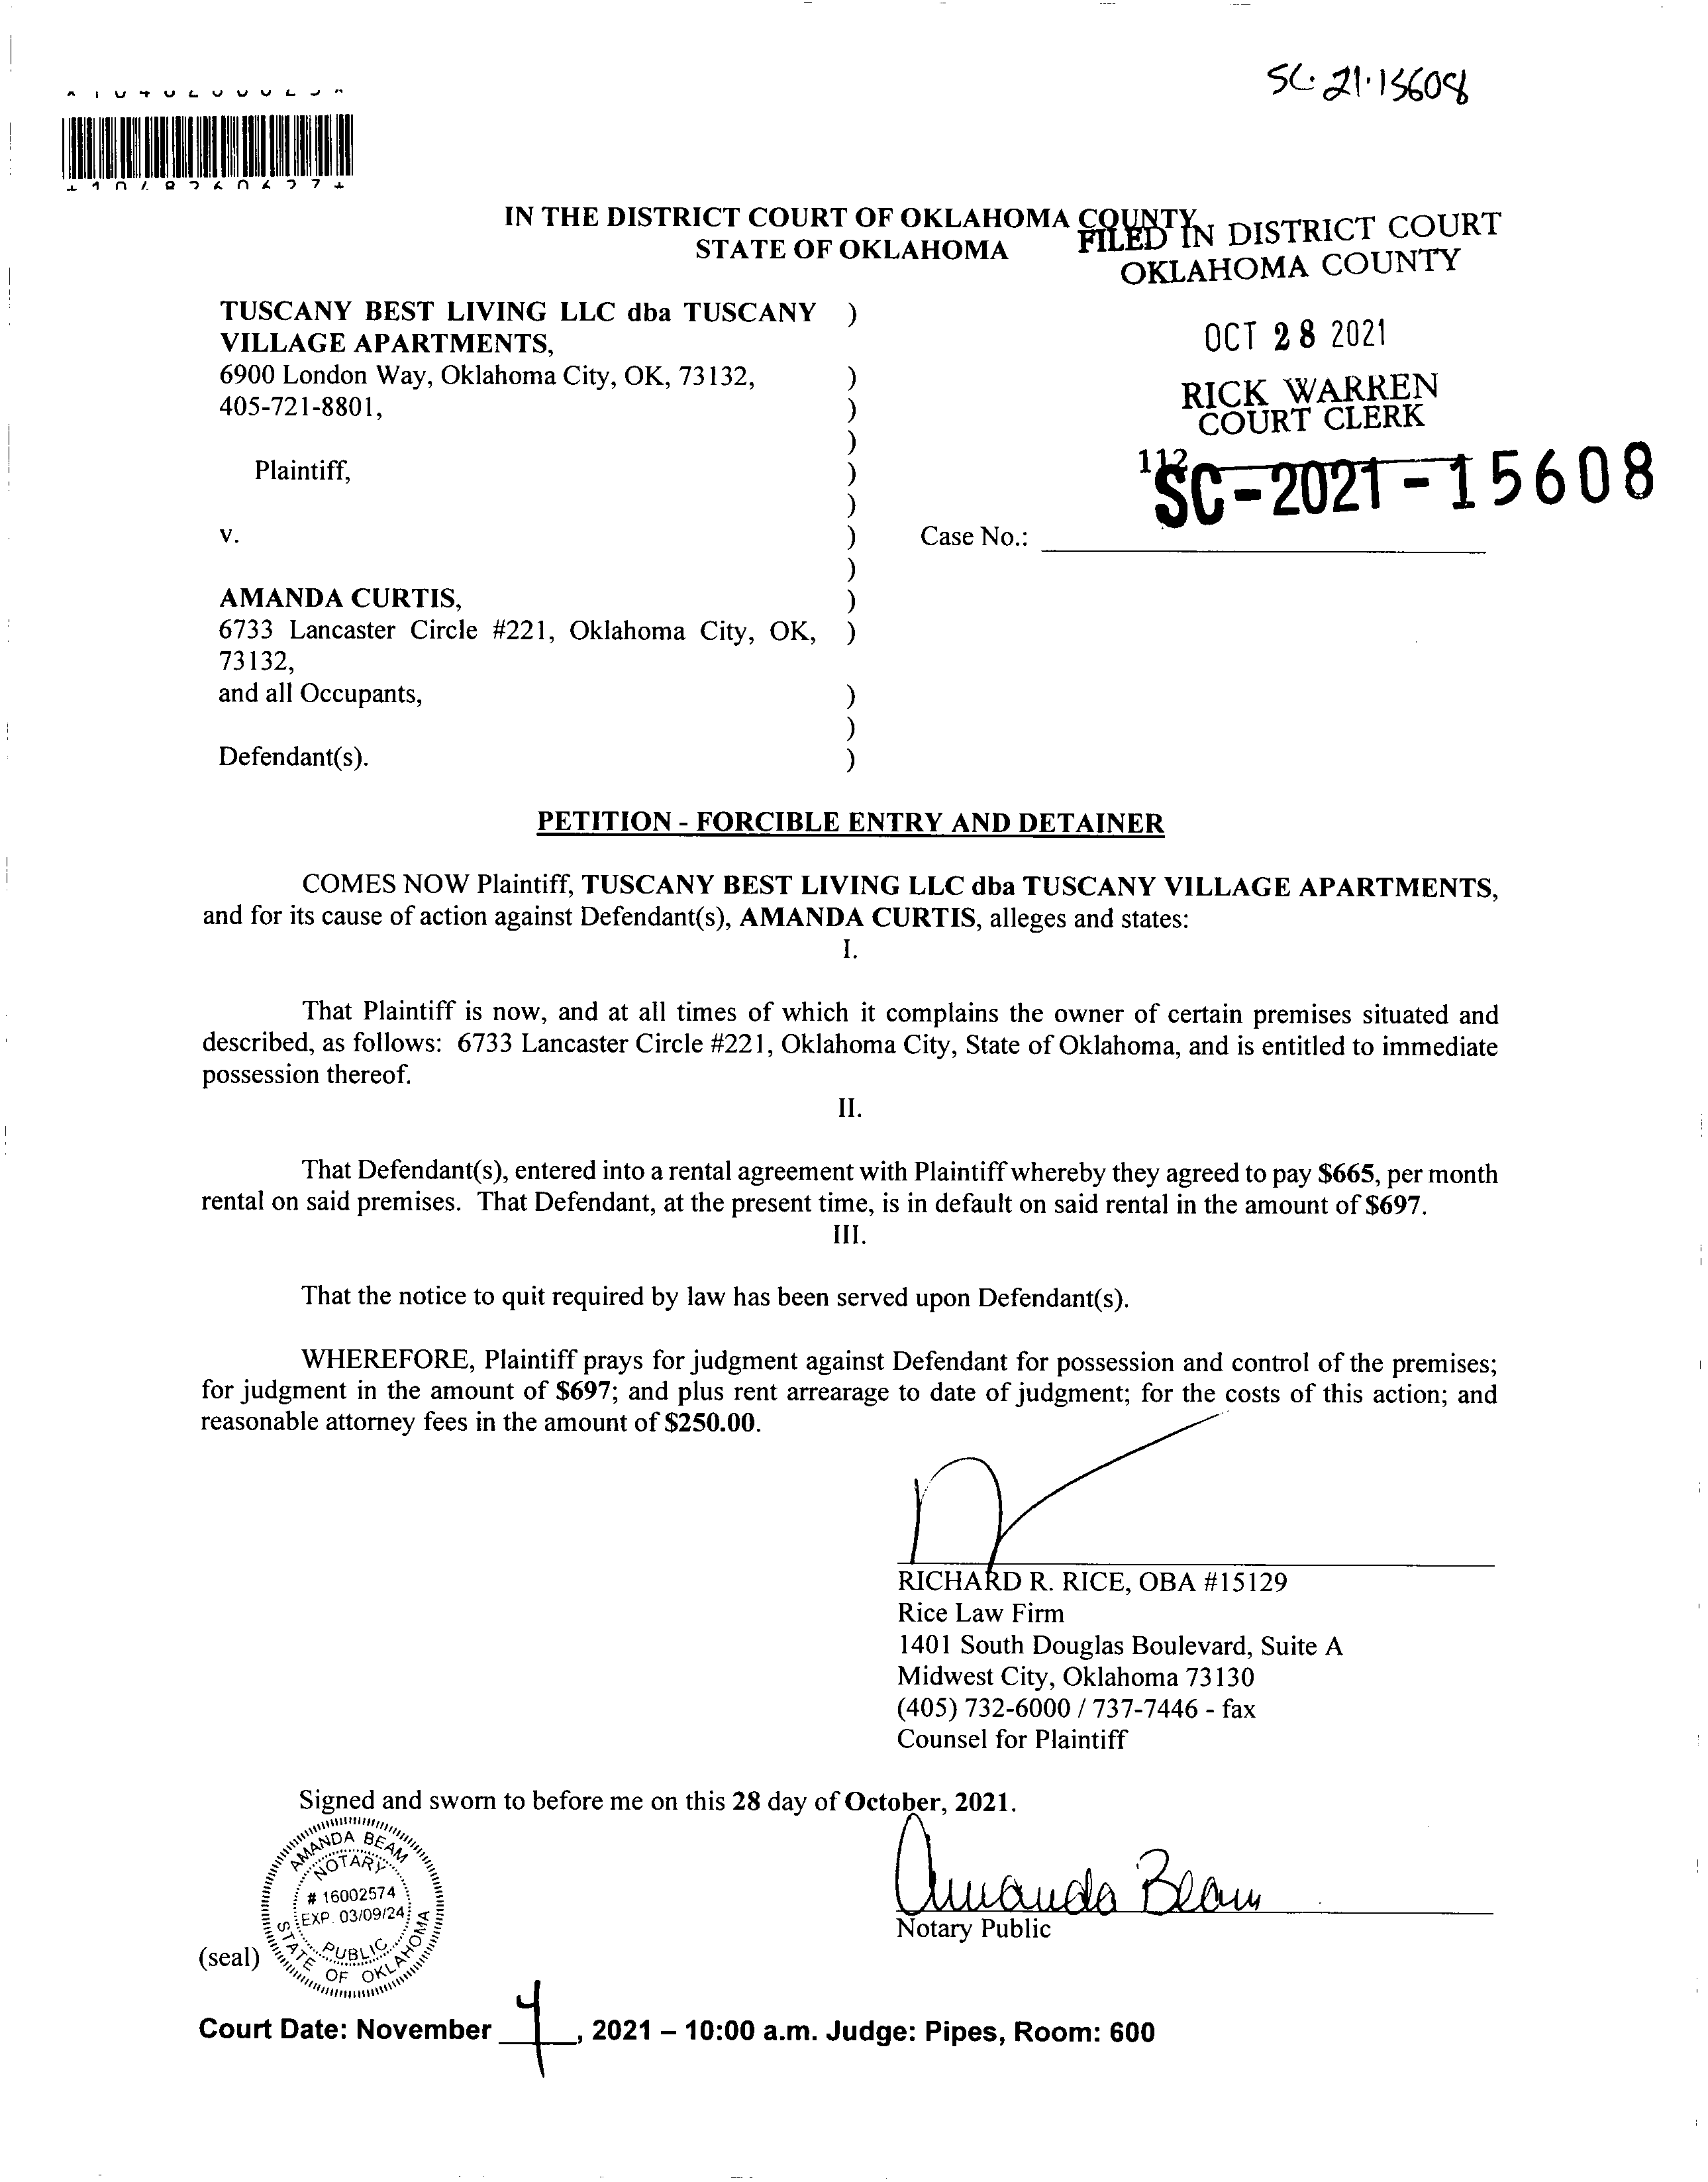 SC-21-15608
IN THE DISTRICT COURT OF OKLAHOMA COUNTY
STATE OF OKLAHOMA
FILED IN DISTRICT COURT
OKLAHOMA COUNTY
OCT 28 2021
RICK WARREN
COURT CLERK
112
SC-2021-15608
TUSCANY BEST LIVING LLC dba TUSCANY )
VILLAGE APARTMENTS,
6900 London Way, Oklahoma City, OK, 73132, )
405-721-8801, )
)
Plaintiff, )
)
v. ) Case No.:
)
AMANDA CURTIS, )
6733 Lancaster Circle #221, Oklahoma City, OK, )
73132,
and all Occupants, )
)
Defendant(s). )
PETITION - FORCIBLE ENTRY AND DETAINER
COMES NOW Plaintiff, TUSCANY BEST LIVING LLC dba TUSCANY VILLAGE APARTMENTS,
and for its cause of action against Defendant(s), AMANDA CURTIS, alleges and states:
I.
That Plaintiff is now, and at all times of which it complains the owner of certain premises situated and
described, as follows: 6733 Lancaster Circle #221, Oklahoma City, State of Oklahoma, and is entitled to immediate
possession thereof.
II.
That Defendant(s), entered into a rental agreement with Plaintiff whereby they agreed to pay $665, per month
rental on said premises. That Defendant, at the present time, is in default on said rental in the amount of $697.
III.
That the notice to quit required by law has been served upon Defendant(s).
WHEREFORE, Plaintiff prays for judgment against Defendant for possession and control of the premises;
for judgment in the amount of $697; and plus rent arrearage to date of judgment; for the costs of this action; and
reasonable attorney fees in the amount of $250.00.
RICHARD R. RICE, OBA #15129
Rice Law Firm
1401 South Douglas Boulevard, Suite A
Midwest City, Oklahoma 73130
(405) 732-6000 / 737-7446 - fax
Counsel for Plaintiff
Signed and sworn to before me on this 28 day of October, 2021.
AMANDA BEAM
NOTARY
# 16002574
EXP. 03/09/24
PUBLIC
STATE OF OKLAHOMA
Amanda Beam
Notary Public
(seal)
Court Date: November 4, 2021 – 10:00 a.m. Judge: Pipes, Room: 600